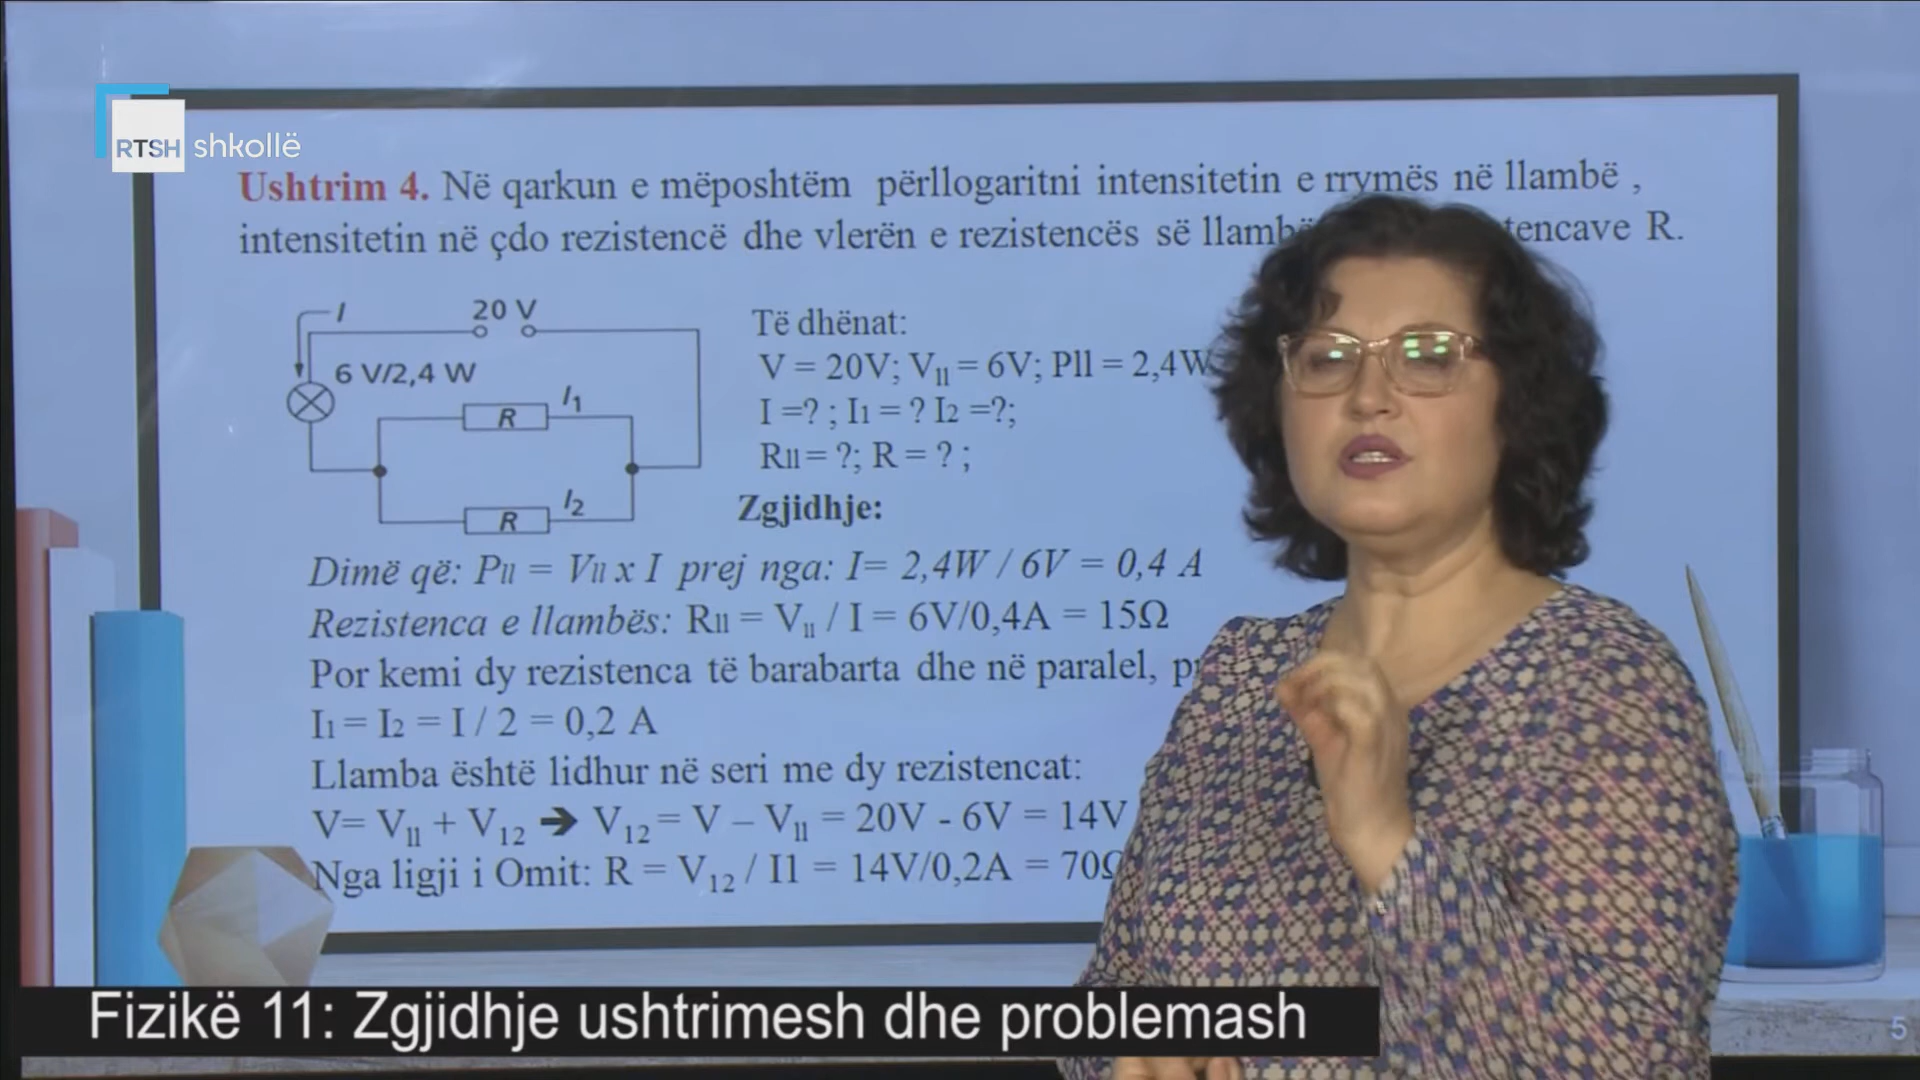 RTSH shkollë
Ushtrim 4. Në qarkun e mëposhtëm përllogaritni intensitetin e rrymës në llambë ,
intensitetin në çdo rezistencë dhe vlerën e rezistencës së R.
I
20 V
6 V/2,4 W
I1
R
I2
R
Të dhënat:
V = 20V; Vll = 6V; Pll = 2,4W
I =? ; I1 = ? I2 =?;
Rll = ?; R = ? ;
Zgjidhje:
Dimë që: Pll = Vll x I prej nga: I= 2,4W / 6V = 0,4 A
Rezistenca e llambës: Rll = Vll / I = 6V/0,4A = 15Ω
Por kemi dy rezistenca të barabarta dhe në paralel,
I1 = I2 = I / 2 = 0,2 A
Llamba është lidhur në seri me dy rezistencat:
V= Vll + V12 ➔ V12 = V – Vll = 20V - 6V = 14V
Nga ligji i Omit: R = V12 / I1 = 14V/0,2A = 70Ω
Fizikë 11: Zgjidhje ushtrimesh dhe problemash
5